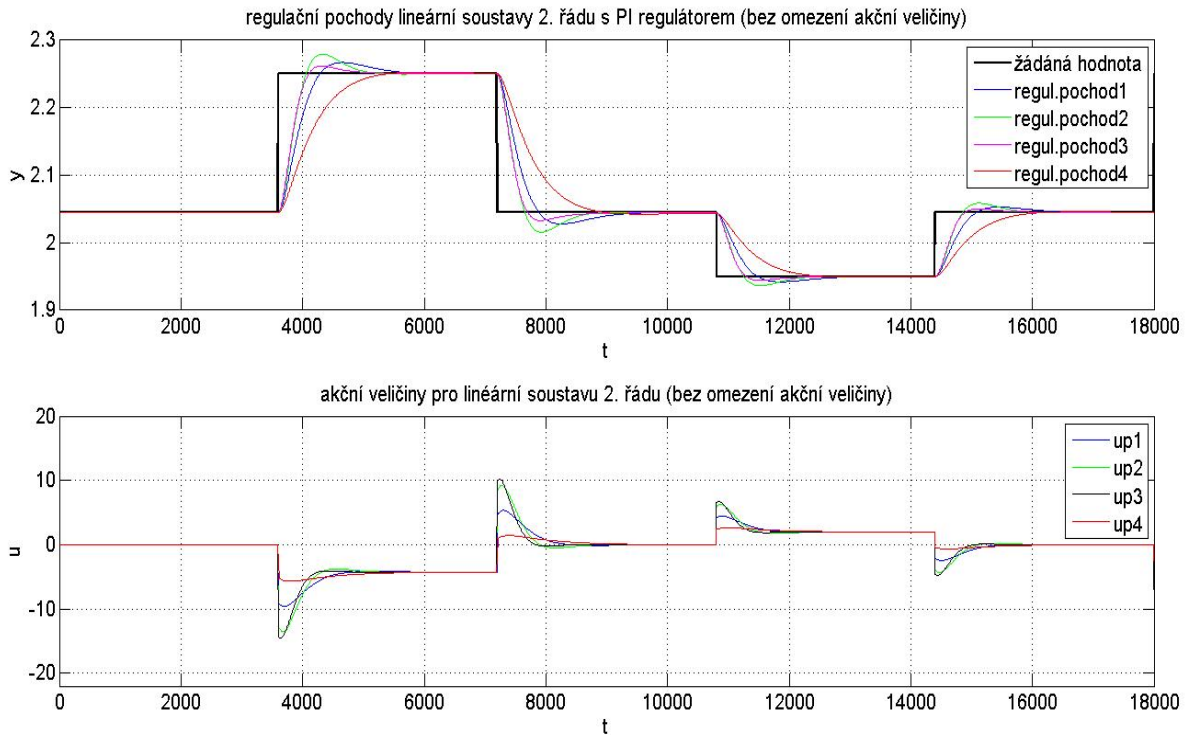 regulační pochody lineární soustavy 2. řádu s PI regulátorem (bez omezení akční veličiny)
2.3
2.2
2.1
2
1.9
y
žádáná hodnota
regul.pochod1
regul.pochod2
regul.pochod3
regul.pochod4
0 2000 4000 6000 8000 10000 12000 14000 16000 18000
t
akční veličiny pro linéární soustavu 2. řádu (bez omezení akční veličiny)
20
10
0
-10
-20
u
up1
up2
up3
up4
0 2000 4000 6000 8000 10000 12000 14000 16000 18000
t